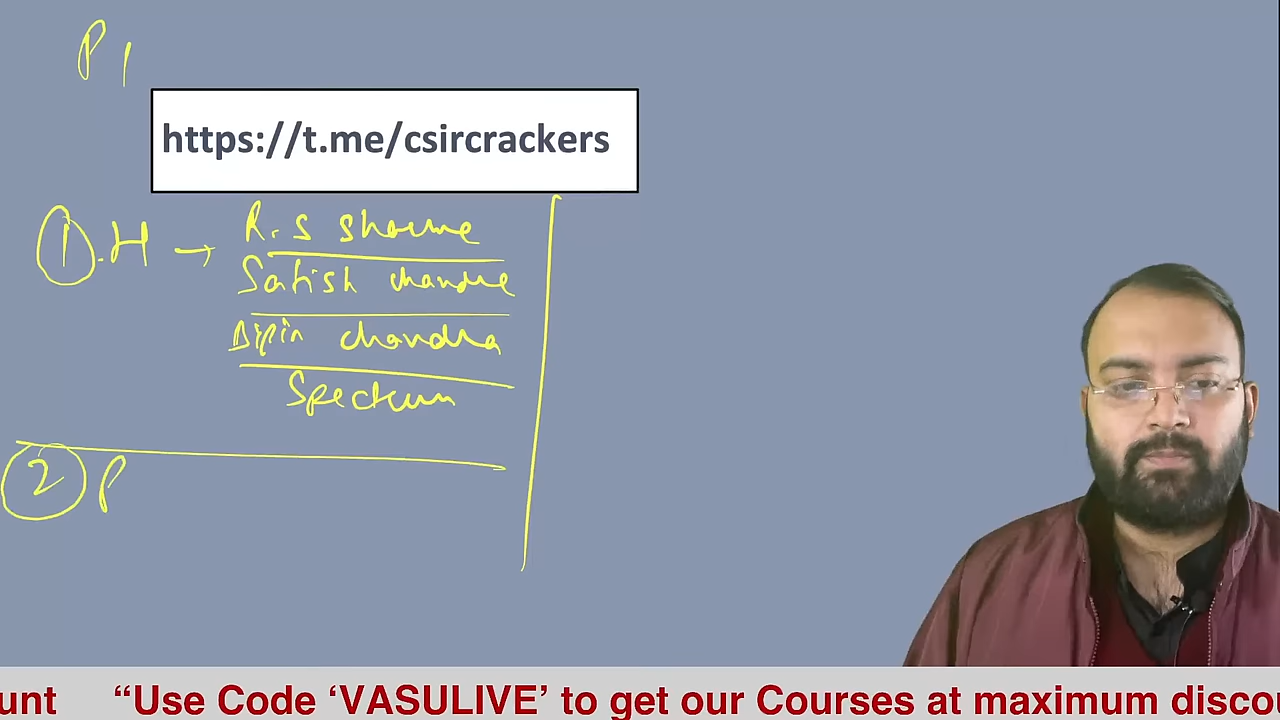 P 1
https://t.me/csircrackers
1. H → R.S Sharma
Satish Chandra
Bipin Chandra
Spectrum
2 P
unt “Use Code ‘VASULIVE’ to get our Courses at maximum disco